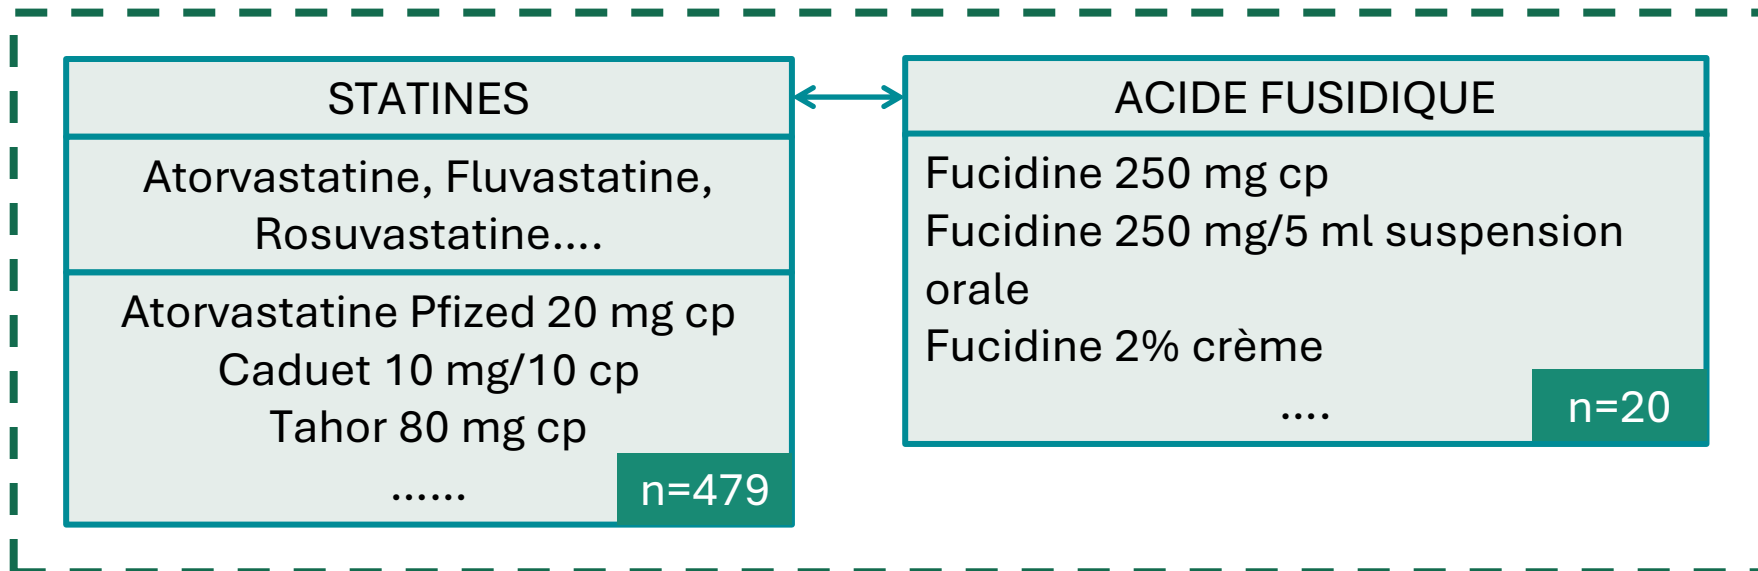 STATINES
Atorvastatine, Fluvastatine,
Rosuvastatine....
Atorvastatine Pfized 20 mg cp
Caduet 10 mg/10 cp
Tahor 80 mg cp
......
n=479
ACIDE FUSIDIQUE
Fucidine 250 mg cp
Fucidine 250 mg/5 ml suspension
orale
Fucidine 2% crème
....
n=20